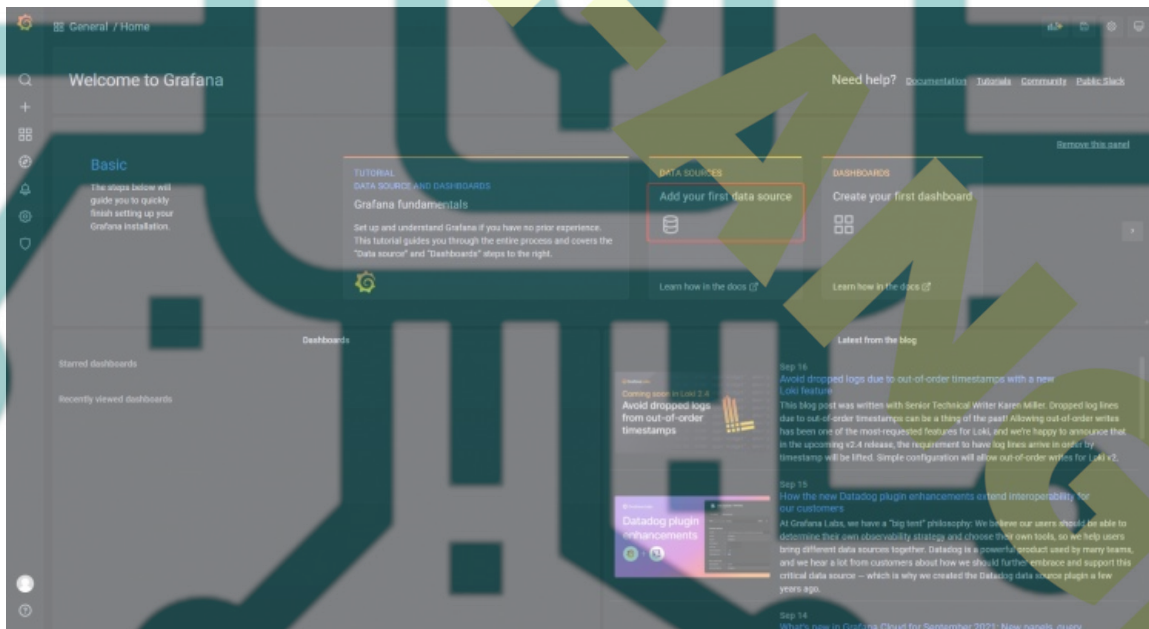 General / Home
Welcome to Grafana
Need help? Documentation Tutorials Community Public Slack
Remove this panel
Basic
The steps below will
guide you to quickly
finish setting up your
Grafana installation.
TUTORIAL
DATA SOURCE AND DASHBOARDS
Grafana fundamentals
Set up and understand Grafana if you have no prior experience.
This tutorial guides you through the entire process and covers the
"Data source" and "Dashboards" steps to the right.
DATA SOURCES
Add your first data source
Learn how in the docs
DASHBOARDS
Create your first dashboard
Learn how in the docs
Dashboards
Starred dashboards
Recently viewed dashboards
Latest from the blog
Coming soon in Loki 2.4
Avoid dropped logs
from out-of-order
timestamps
Sep 16
Avoid dropped logs due to out-of-order timestamps with a new
Loki feature
This blog post was written with Senior Technical Writer Karen Miller. Dropped log lines
due to out-of-order timestamps can be a thing of the past! Allowing out-of-order writes
has been one of the most-requested features for Loki, and we're happy to announce that
in the upcoming v2.4 release, the requirement to have log lines arrive in order by
timestamp will be lifted. Simple configuration will allow out-of-order writes for Loki v2.
Datadog plugin
enhancements
Sep 15
How the new Datadog plugin enhancements extend interoperability for
our customers
At Grafana Labs, we have a "big tent" philosophy: We believe our users should be able to
determine their own observability strategy and choose their own tools, so we help users
bring different data sources together. Datadog is a powerful product used by many teams,
and we hear a lot from customers about how we should further embrace and support this
critical data source — which is why we created the Datadog data source plugin a few
years ago.
Sep 14
What's new in Grafana Cloud for September 2021: New panels, query